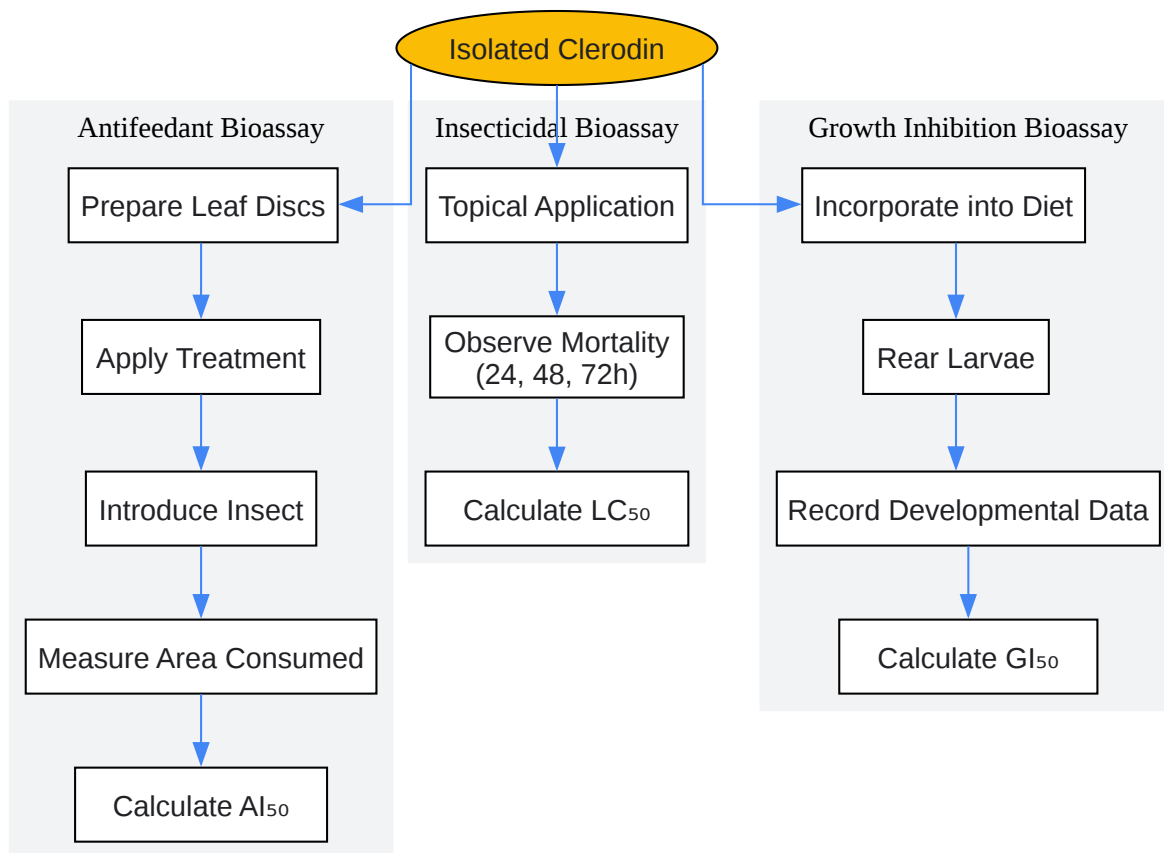 Isolated Clerodin
Antifeedant Bioassay
Prepare Leaf Discs
Apply Treatment
Introduce Insect
Measure Area Consumed
Calculate AI₅₀
Insecticidal Bioassay
Topical Application
Observe Mortality
(24, 48, 72h)
Calculate LC₅₀
Growth Inhibition Bioassay
Incorporate into Diet
Rear Larvae
Record Developmental Data
Calculate GI₅₀